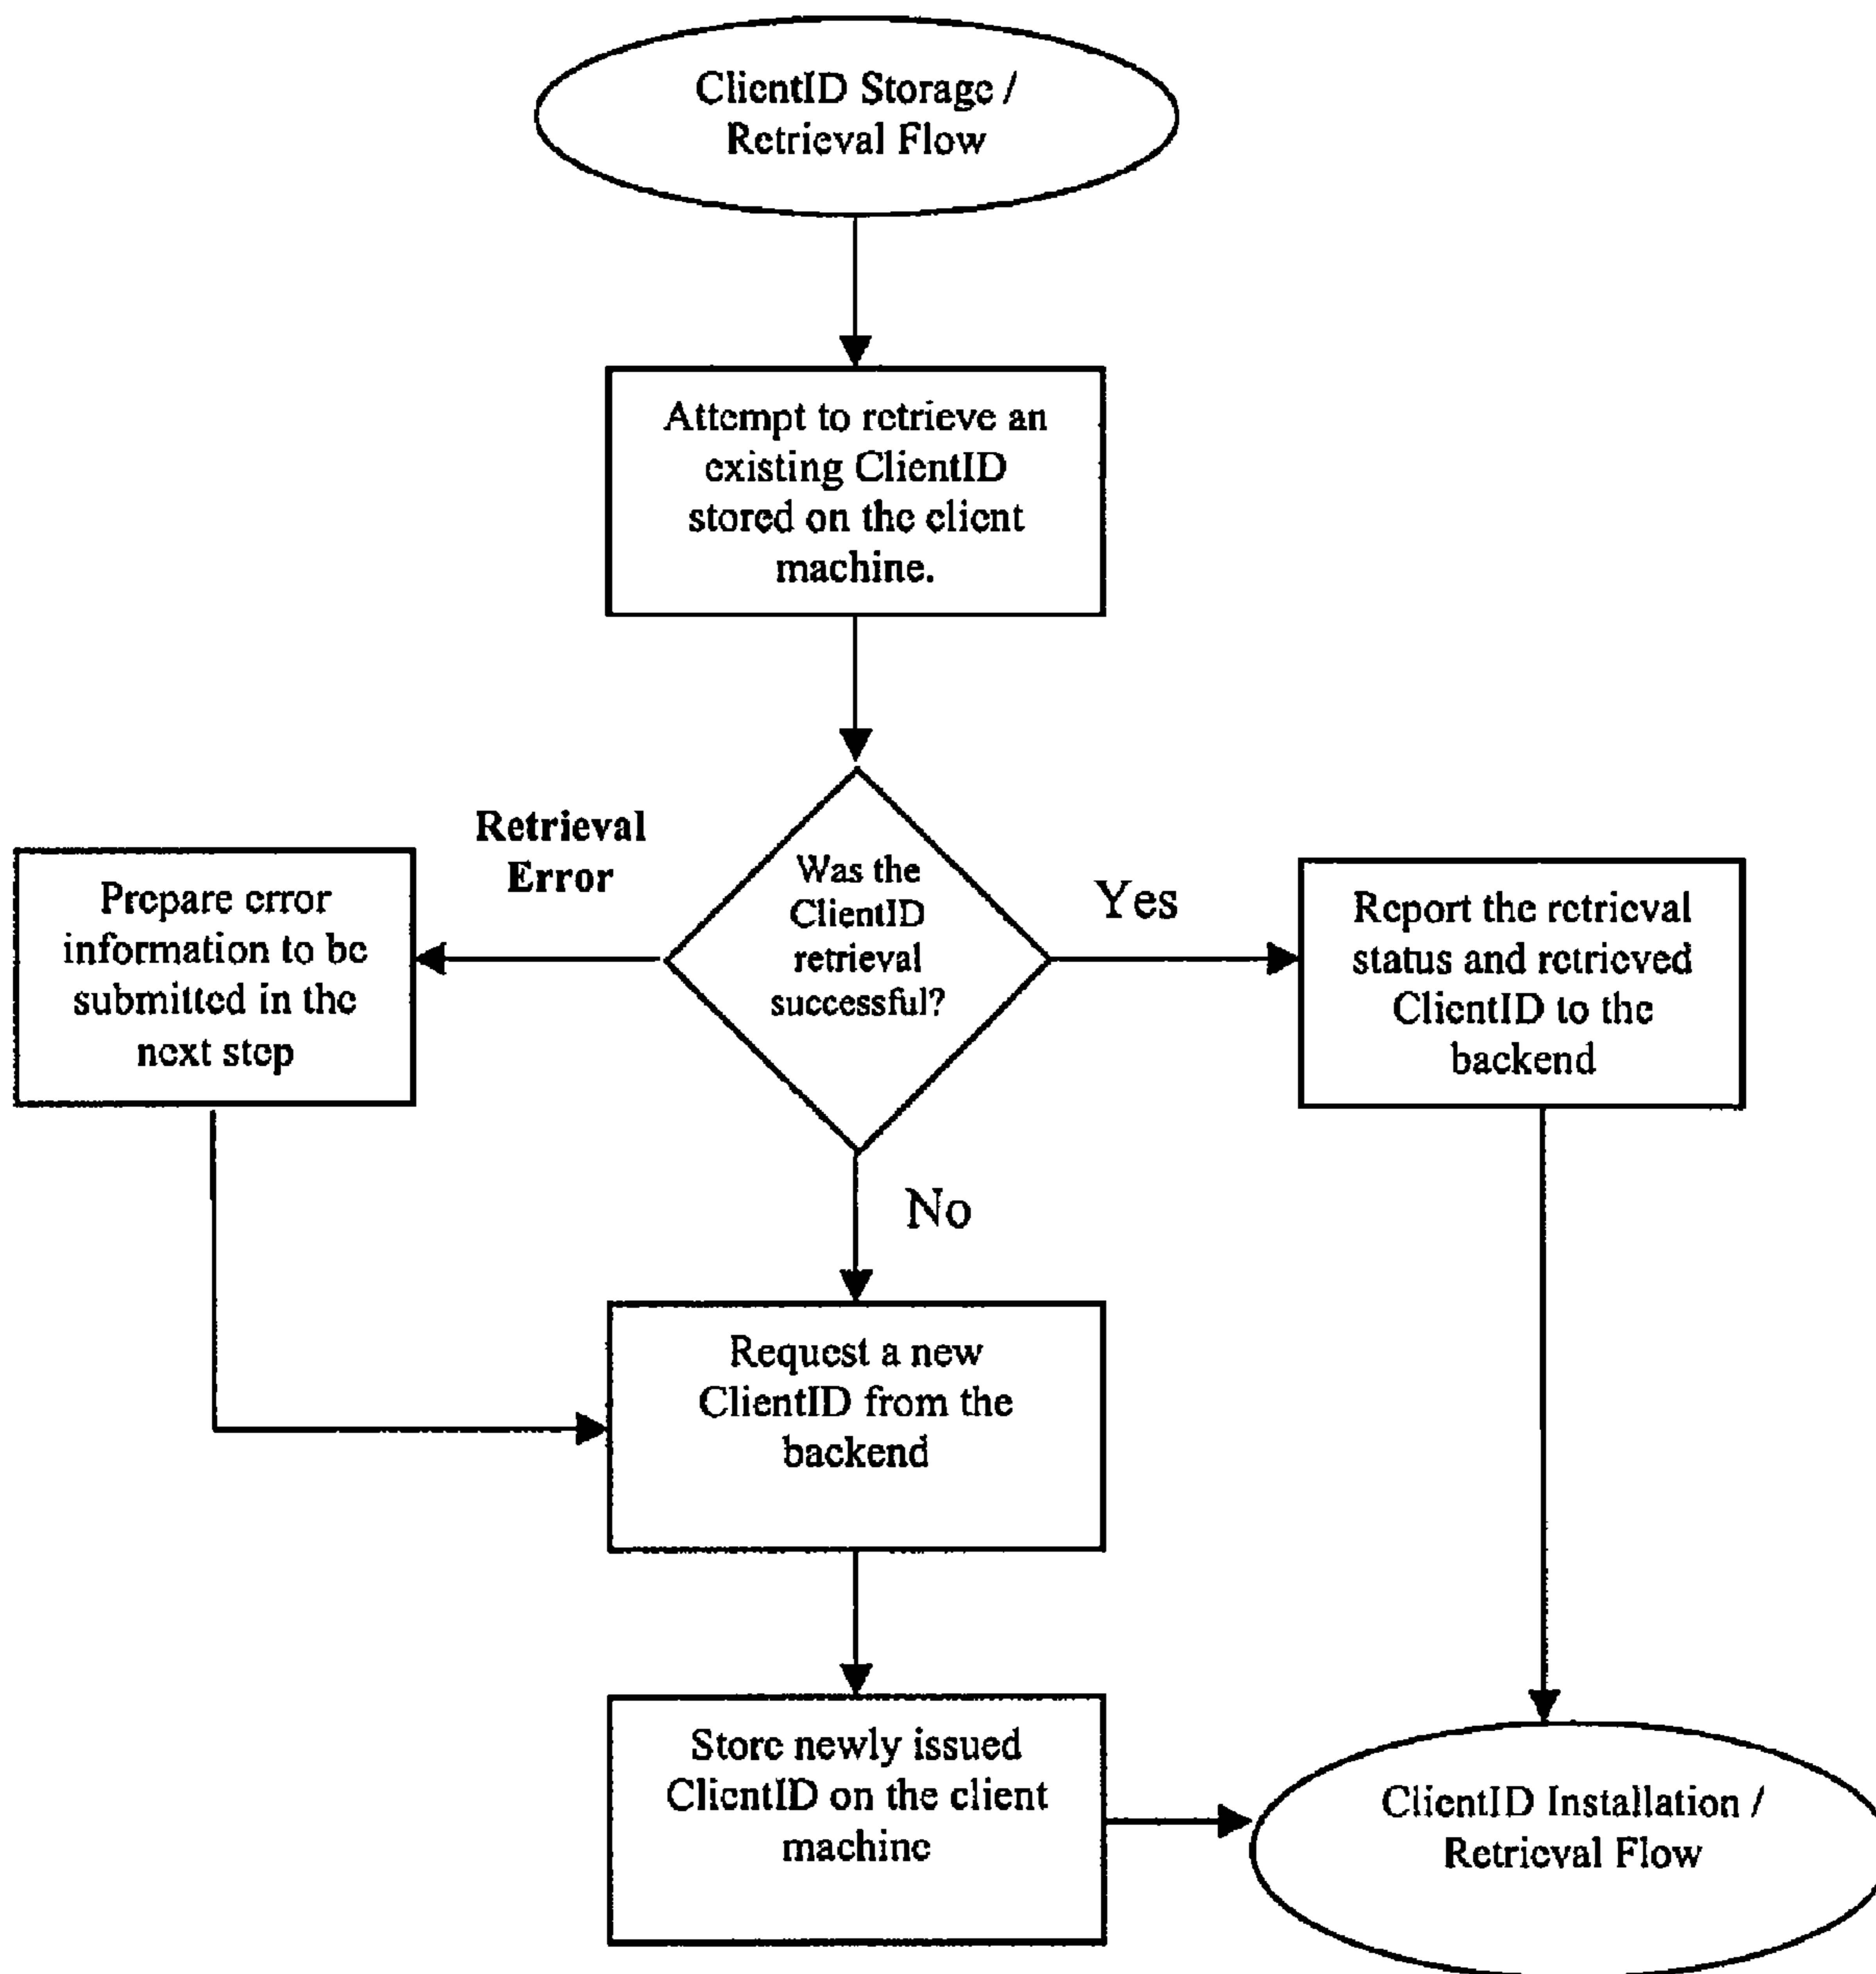 ClientID Storage /
Retrieval Flow
Attempt to retrieve an
existing ClientID
stored on the client
machine.
Retrieval
Error
Was the
ClientID
retrieval
successful?
Yes
Prepare error
information to be
submitted in the
next step
Report the retrieval
status and retrieved
ClientID to the
backend
No
Request a new
ClientID from the
backend
Store newly issued
ClientID on the client
machine
ClientID Installation /
Retrieval Flow